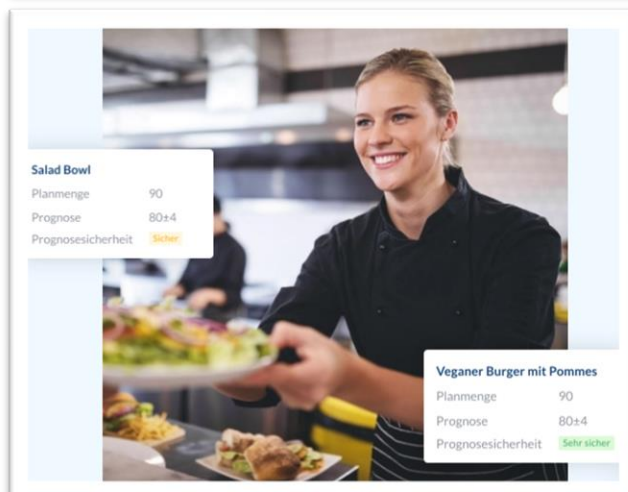 Salad Bowl
Planmenge 90
Prognose 80±4
Prognosesicherheit Sicher
Veganer Burger mit Pommes
Planmenge 90
Prognose 80±4
Prognosesicherheit Sehr sicher